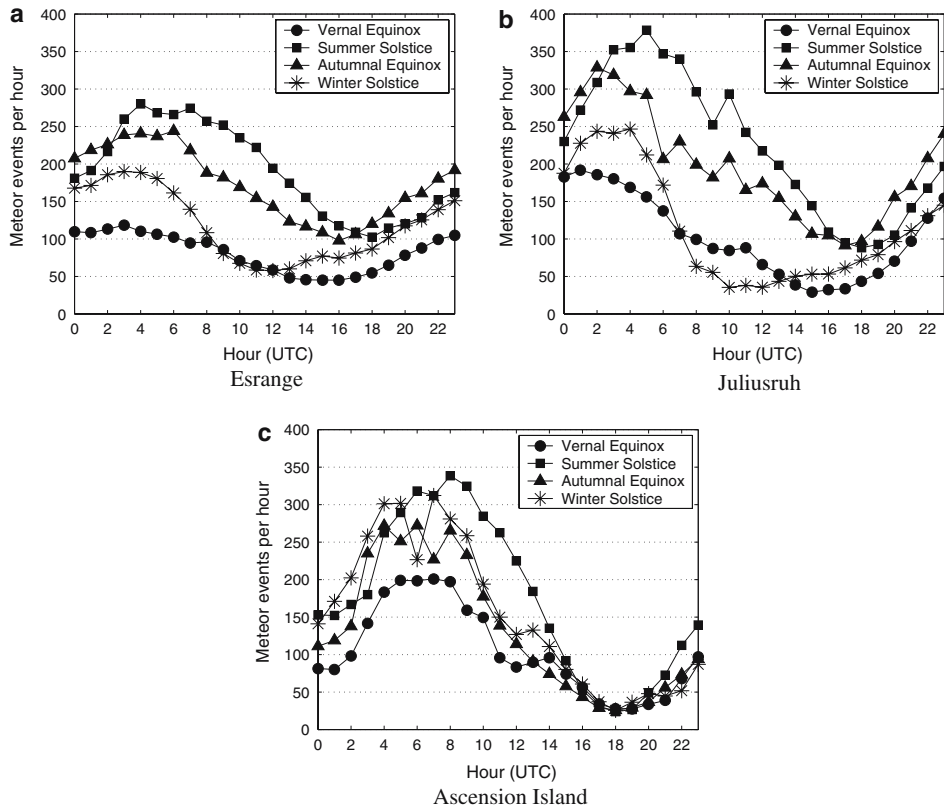 a
400
350
300
250
200
150
100
50
0
Meteor events per hour
Vernal Equinox
Summer Solstice
Autumnal Equinox
Winter Solstice
0 2 4 6 8 10 12 14 16 18 20 22
Hour (UTC)
Esrange
b
400
350
300
250
200
150
100
50
0
Meteor events per hour
Vernal Equinox
Summer Solstice
Autumnal Equinox
Winter Solstice
0 2 4 6 8 10 12 14 16 18 20 22
Hour (UTC)
Juliusruh
c
400
350
300
250
200
150
100
50
0
Meteor events per hour
Vernal Equinox
Summer Solstice
Autumnal Equinox
Winter Solstice
0 2 4 6 8 10 12 14 16 18 20 22
Hour (UTC)
Ascension Island